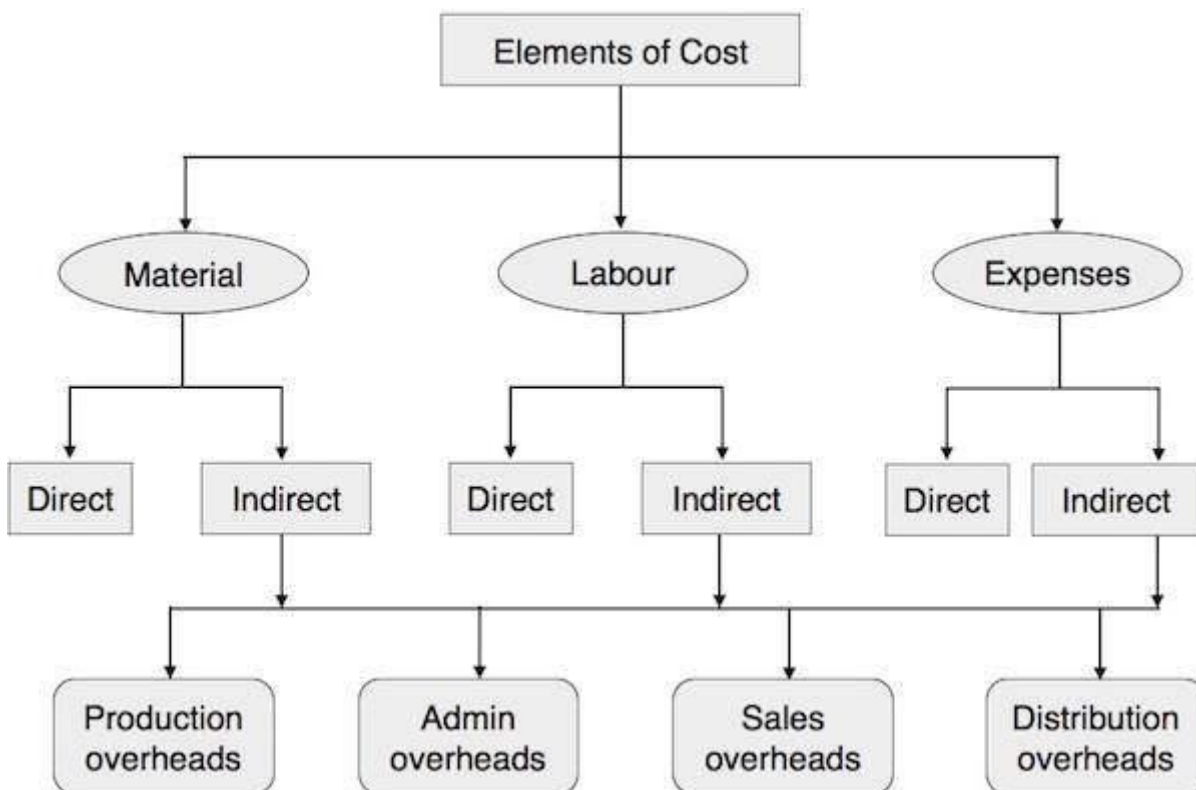 Elements of Cost
Material
Labour
Expenses
Direct
Indirect
Direct
Indirect
Direct
Indirect
Production
overheads
Admin
overheads
Sales
overheads
Distribution
overheads